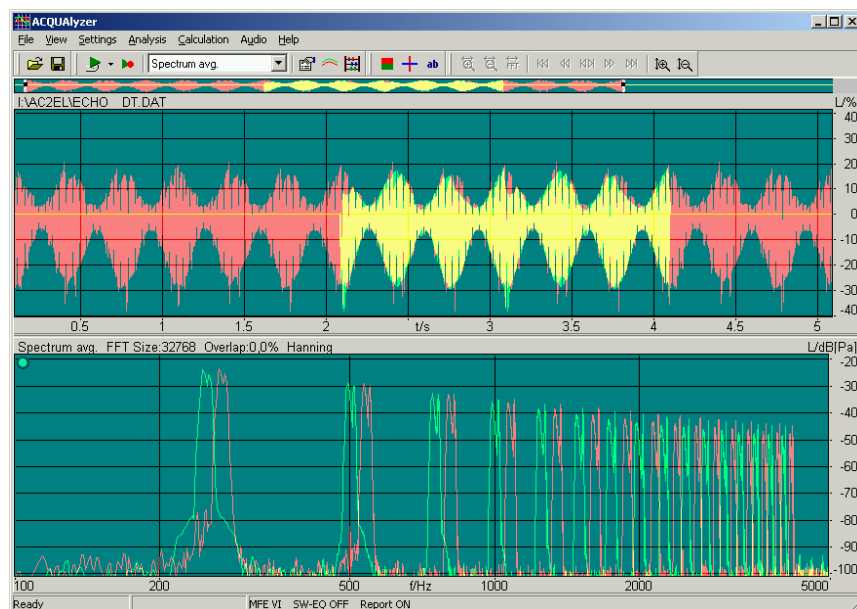 ACQUAlyzer
File View Settings Analysis Calculation Audio Help
Spectrum avg. ab
I:\AC2EL\ECHO DT.DAT L/%
40
30
20
10
0
-10
-20
-30
-40
0.5 1 1.5 2 t/s 3 3.5 4 4.5 5
Spectrum avg. FFT Size:32768 Overlap:0,0% Hanning L/dB[Pa]
-20
-30
-40
-50
-60
-70
-80
-90
-100
100 200 500 f/Hz 1000 2000 5000
Ready MFE VI SW-EQ OFF Report ON